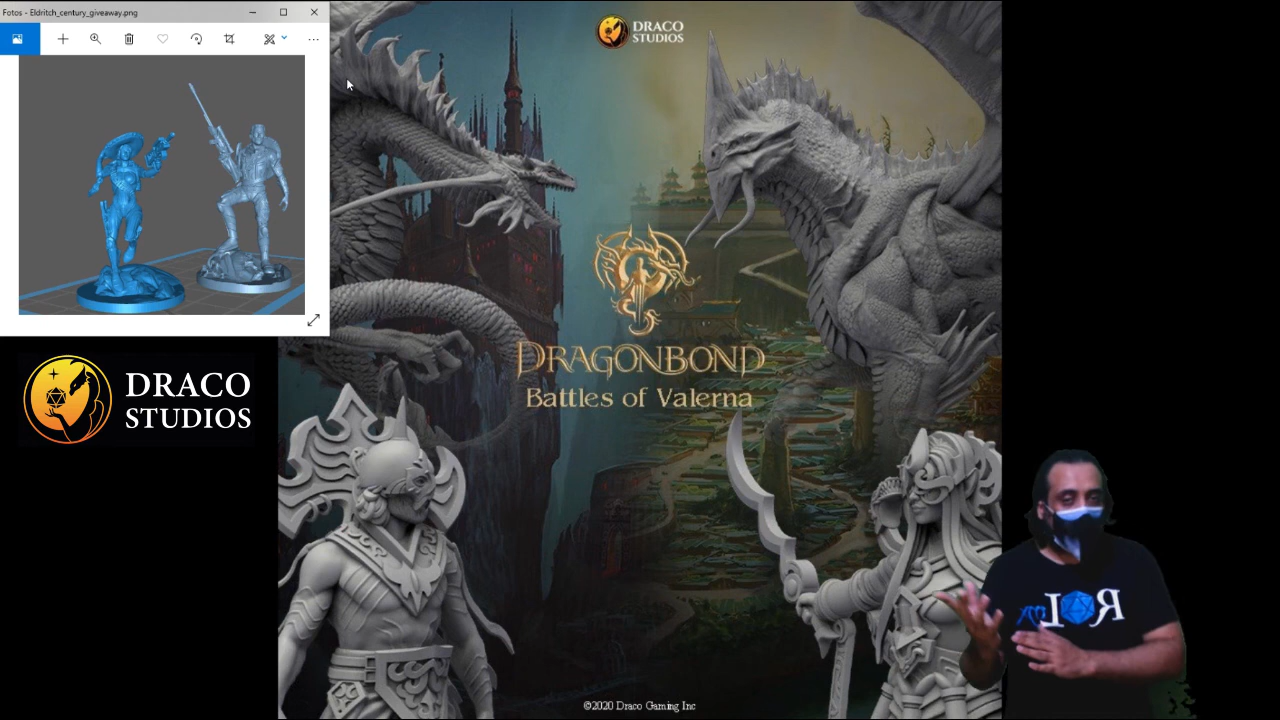 Fotos - Eldritch_century_giveaway.png
DRACO
STUDIOS
DRAGONBOND
Battles of Valerna
DRACO
STUDIOS
©2020 Draco Gaming Inc